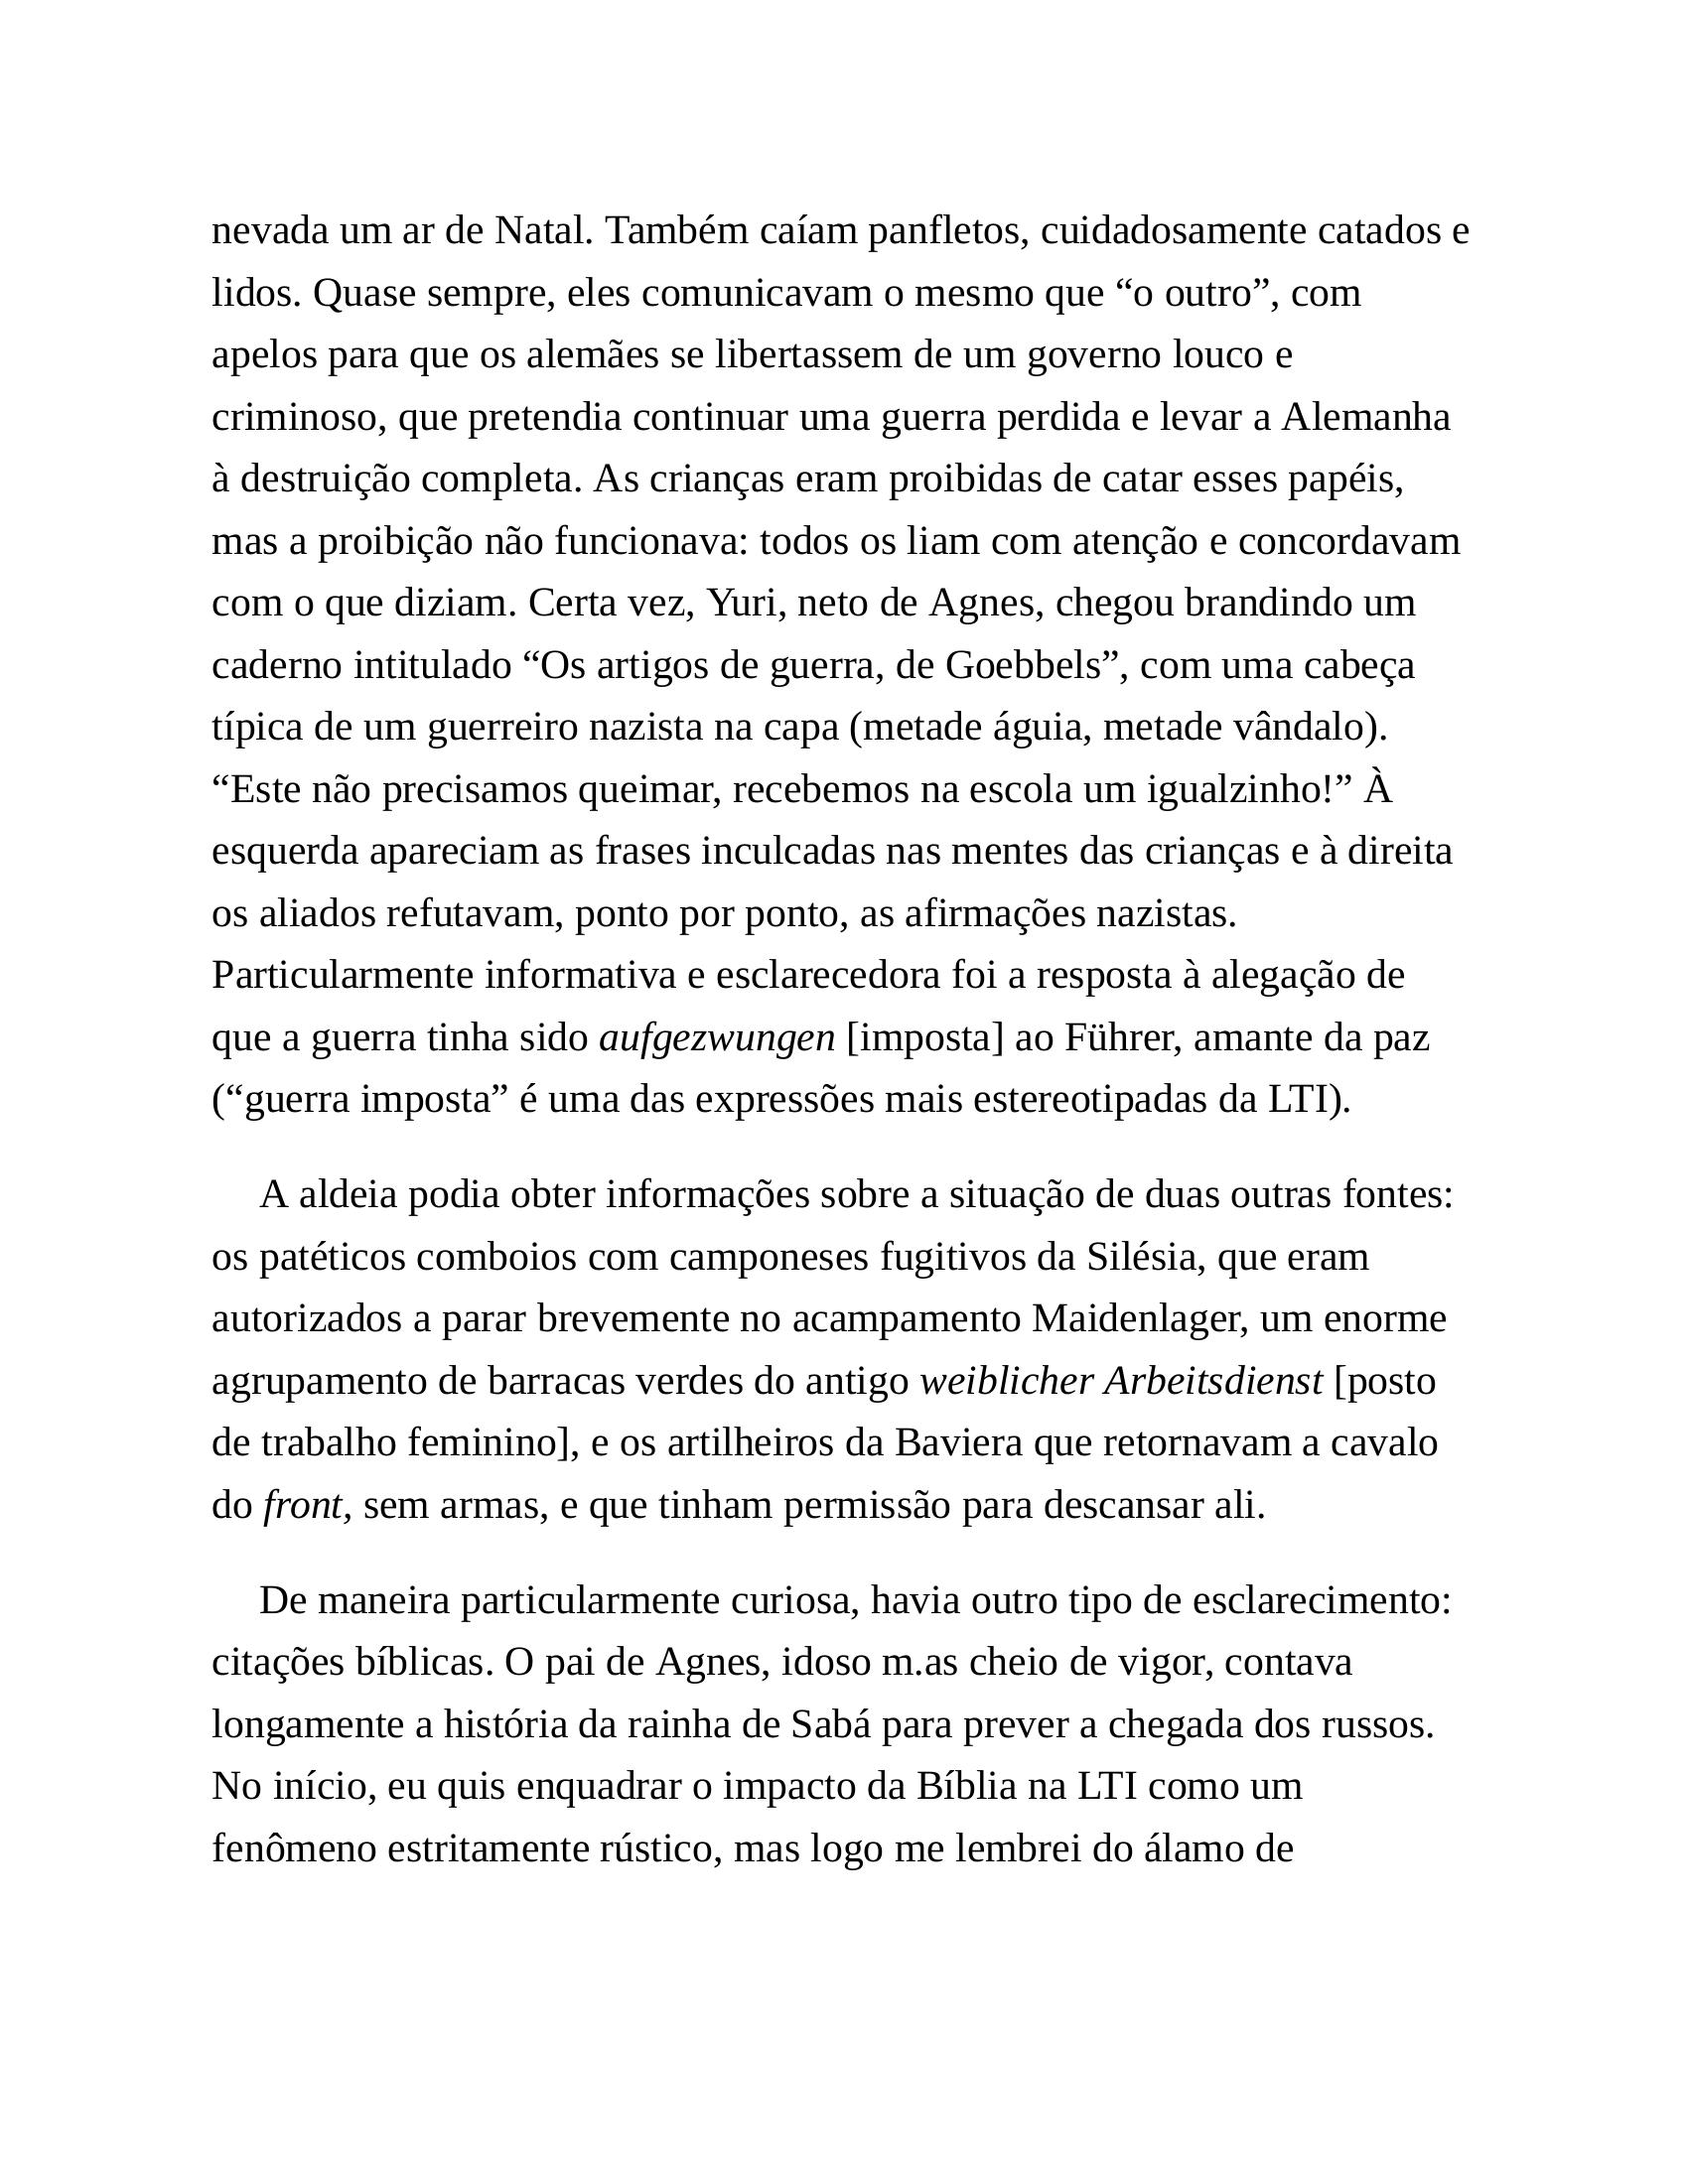 nevada um ar de Natal. Também caíam panfletos, cuidadosamente catados e
lidos. Quase sempre, eles comunicavam o mesmo que “o outro”, com
apelos para que os alemães se libertassem de um governo louco e
criminoso, que pretendia continuar uma guerra perdida e levar a Alemanha
à destruição completa. As crianças eram proibidas de catar esses papéis,
mas a proibição não funcionava: todos os liam com atenção e concordavam
com o que diziam. Certa vez, Yuri, neto de Agnes, chegou brandindo um
caderno intitulado “Os artigos de guerra, de Goebbels”, com uma cabeça
típica de um guerreiro nazista na capa (metade águia, metade vândalo).
“Este não precisamos queimar, recebemos na escola um igualzinho!” À
esquerda apareciam as frases inculcadas nas mentes das crianças e à direita
os aliados refutavam, ponto por ponto, as afirmações nazistas.
Particularmente informativa e esclarecedora foi a resposta à alegação de
que a guerra tinha sido aufgezwungen [imposta] ao Führer, amante da paz
(“guerra imposta” é uma das expressões mais estereotipadas da LTI).
A aldeia podia obter informações sobre a situação de duas outras fontes:
os patéticos comboios com camponeses fugitivos da Silésia, que eram
autorizados a parar brevemente no acampamento Maidenlager, um enorme
agrupamento de barracas verdes do antigo weiblicher Arbeitsdienst [posto
de trabalho feminino], e os artilheiros da Baviera que retornavam a cavalo
do front, sem armas, e que tinham permissão para descansar ali.
De maneira particularmente curiosa, havia outro tipo de esclarecimento:
citações bíblicas. O pai de Agnes, idoso m.as cheio de vigor, contava
longamente a história da rainha de Sabá para prever a chegada dos russos.
No início, eu quis enquadrar o impacto da Bíblia na LTI como um
fenômeno estritamente rústico, mas logo me lembrei do álamo de